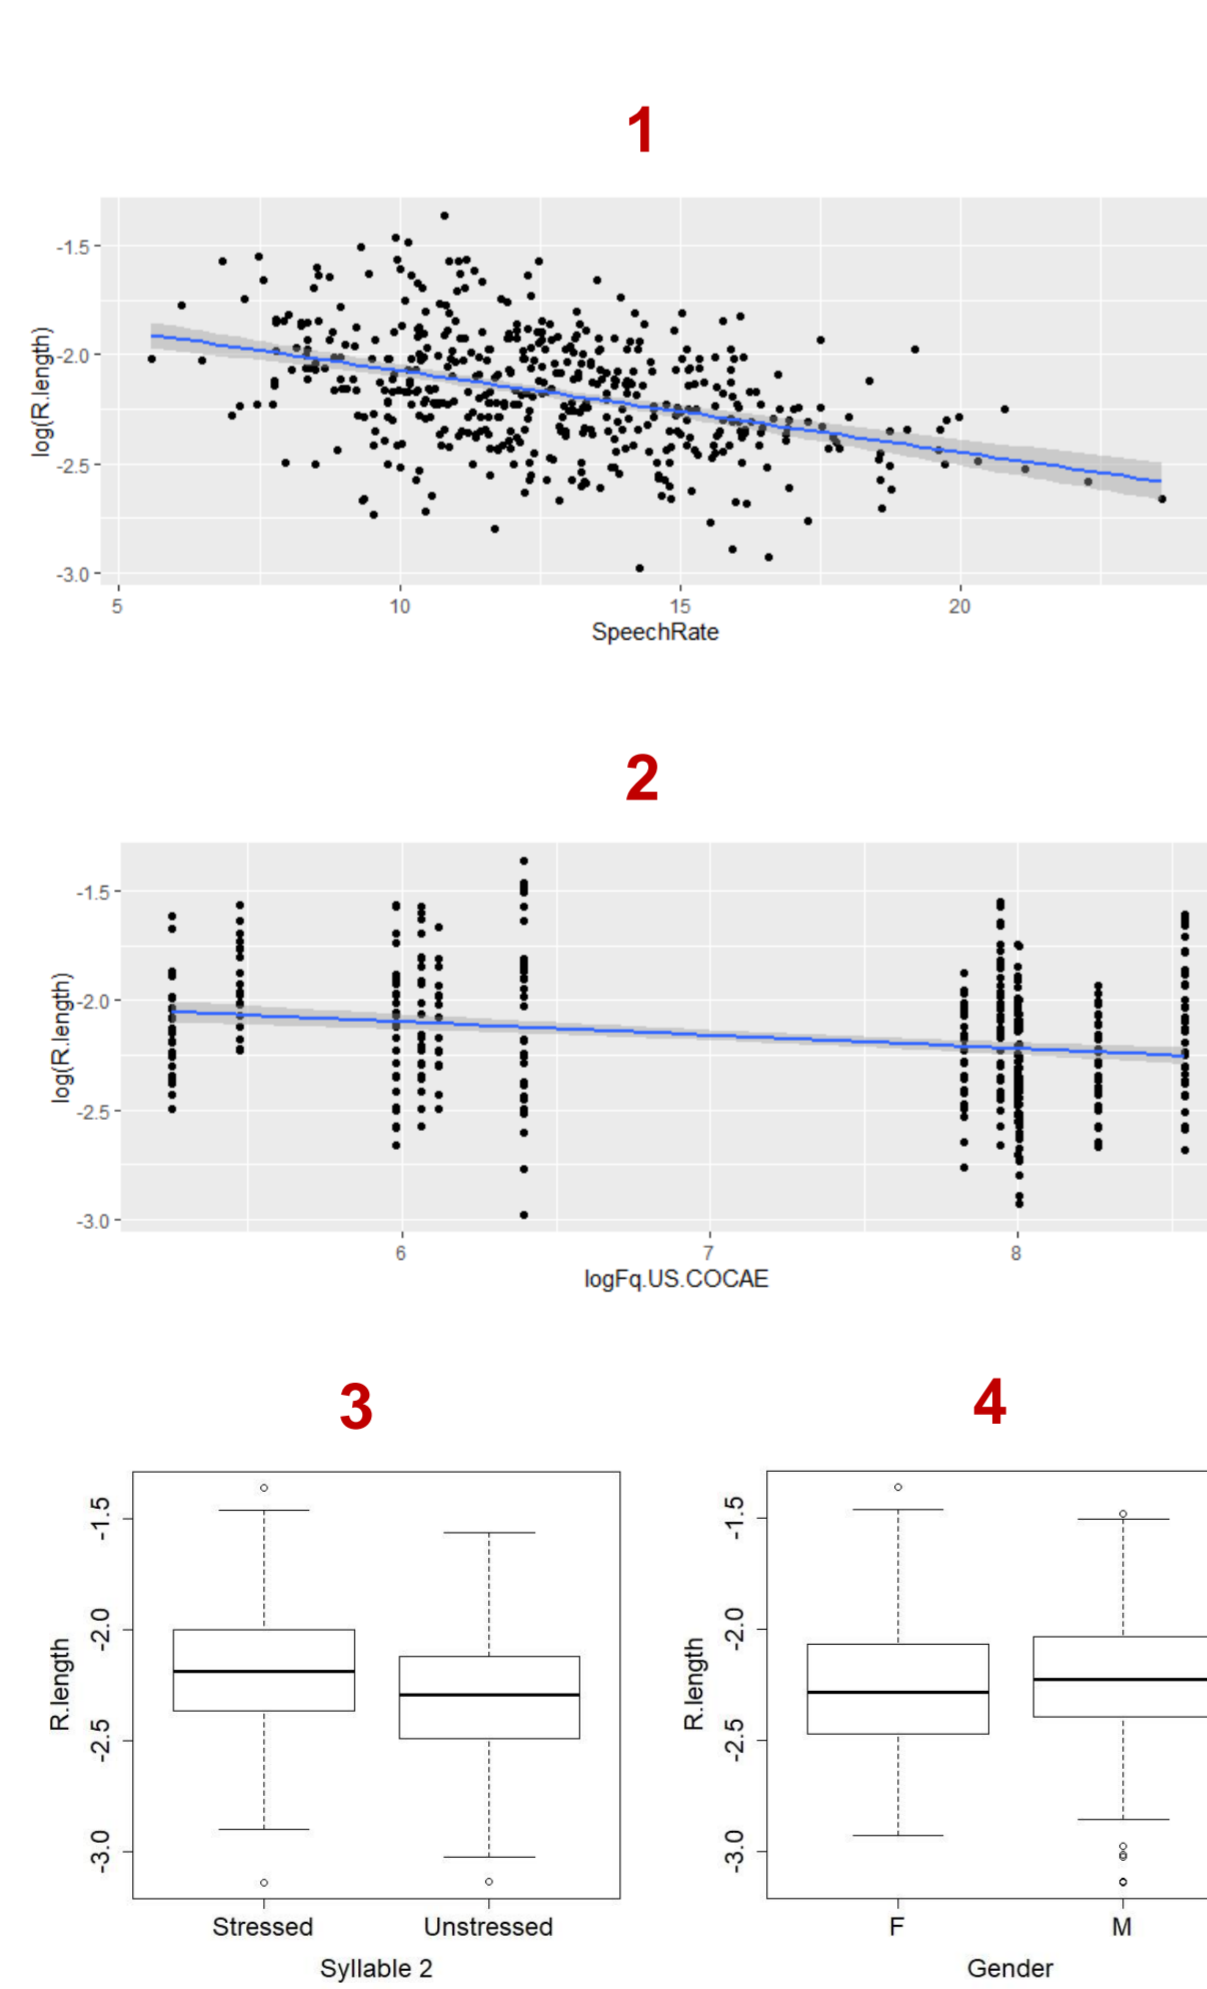 1
-1.5
-2.0
-2.5
-3.0
log(R.length)
5 10 15 20
SpeechRate
2
-1.5
-2.0
-2.5
-3.0
log(R.length)
6 7 8
logFq.US.COCAE
3
-1.5
-2.0
-2.5
-3.0
R.length
Stressed Unstressed
Syllable 2
4
-1.5
-2.0
-2.5
-3.0
R.length
F M
Gender